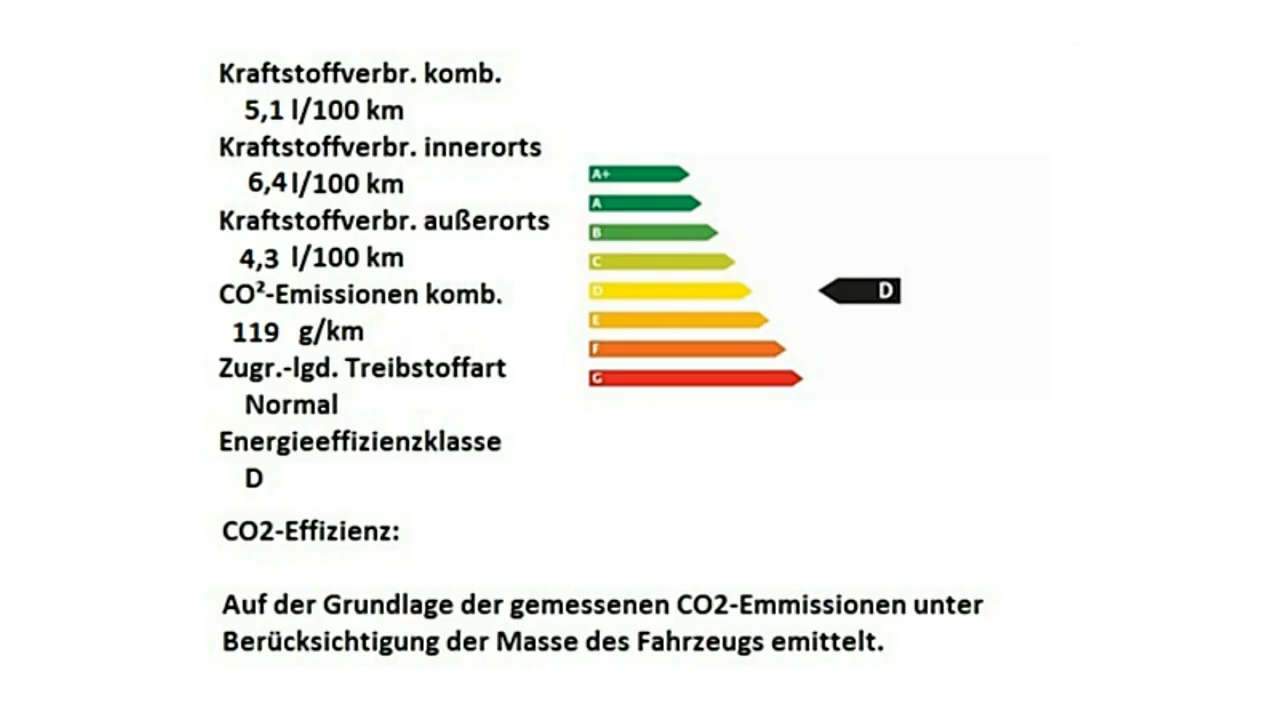 Kraftstoffverbr. komb.
5,1 l/100 km
Kraftstoffverbr. innerorts
6,4 l/100 km
Kraftstoffverbr. außerorts
4,3 l/100 km
CO²-Emissionen komb.
119 g/km
Zugr.-lgd. Treibstoffart
Normal
Energieeffizienzklasse
D
A+
A
B
C
D
E
F
G
D
CO2-Effizienz:
Auf der Grundlage der gemessenen CO2-Emmissionen unter
Berücksichtigung der Masse des Fahrzeugs emittelt.